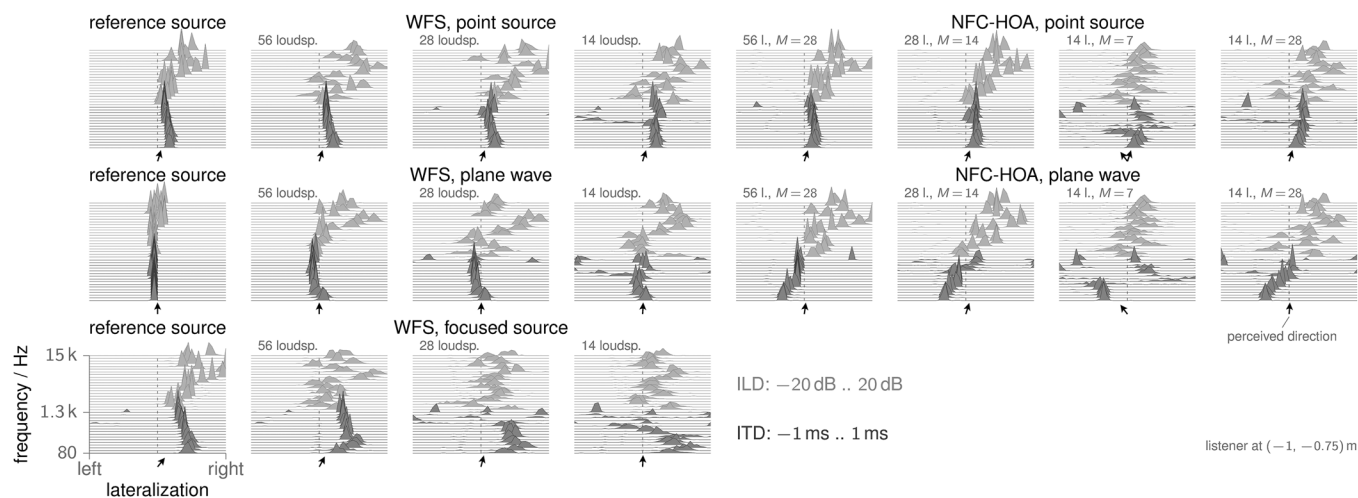 reference source
WFS, point source
NFC-HOA, point source
56 loudsp.
28 loudsp.
14 loudsp.
56 l., M = 28
28 l., M = 14
14 l., M = 7
14 l., M = 28
reference source
WFS, plane wave
NFC-HOA, plane wave
56 loudsp.
28 loudsp.
14 loudsp.
56 l., M = 28
28 l., M = 14
14 l., M = 7
14 l., M = 28
perceived direction
reference source
WFS, focused source
56 loudsp.
28 loudsp.
14 loudsp.
frequency / Hz
15 k
1.3 k
80
left
right
lateralization
ILD: −20 dB .. 20 dB
ITD: −1 ms .. 1 ms
listener at (−1, −0.75) m